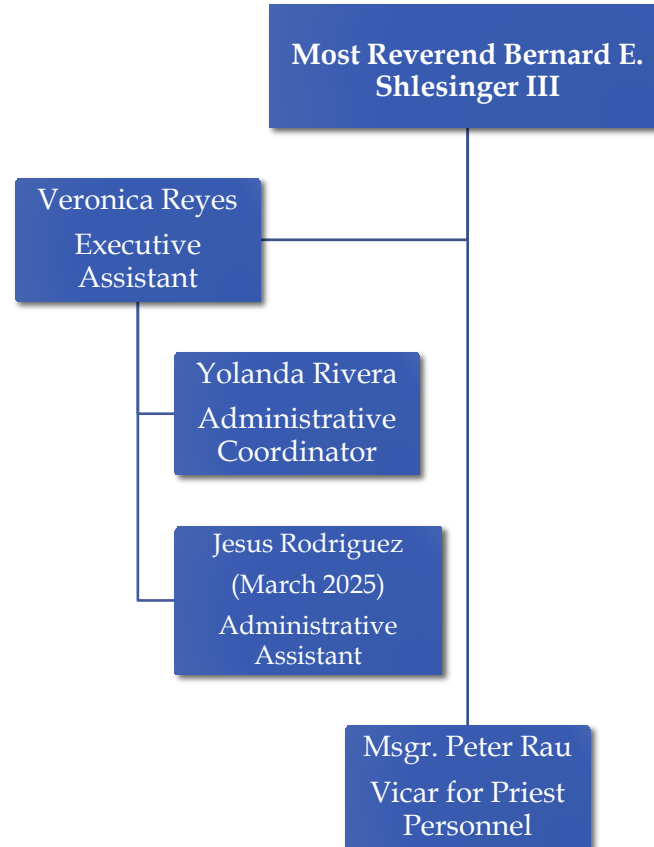 Most Reverend Bernard E.
Shlesinger III
Veronica Reyes
Executive
Assistant
Yolanda Rivera
Administrative
Coordinator
Jesus Rodriguez
(March 2025)
Administrative
Assistant
Msgr. Peter Rau
Vicar for Priest
Personnel